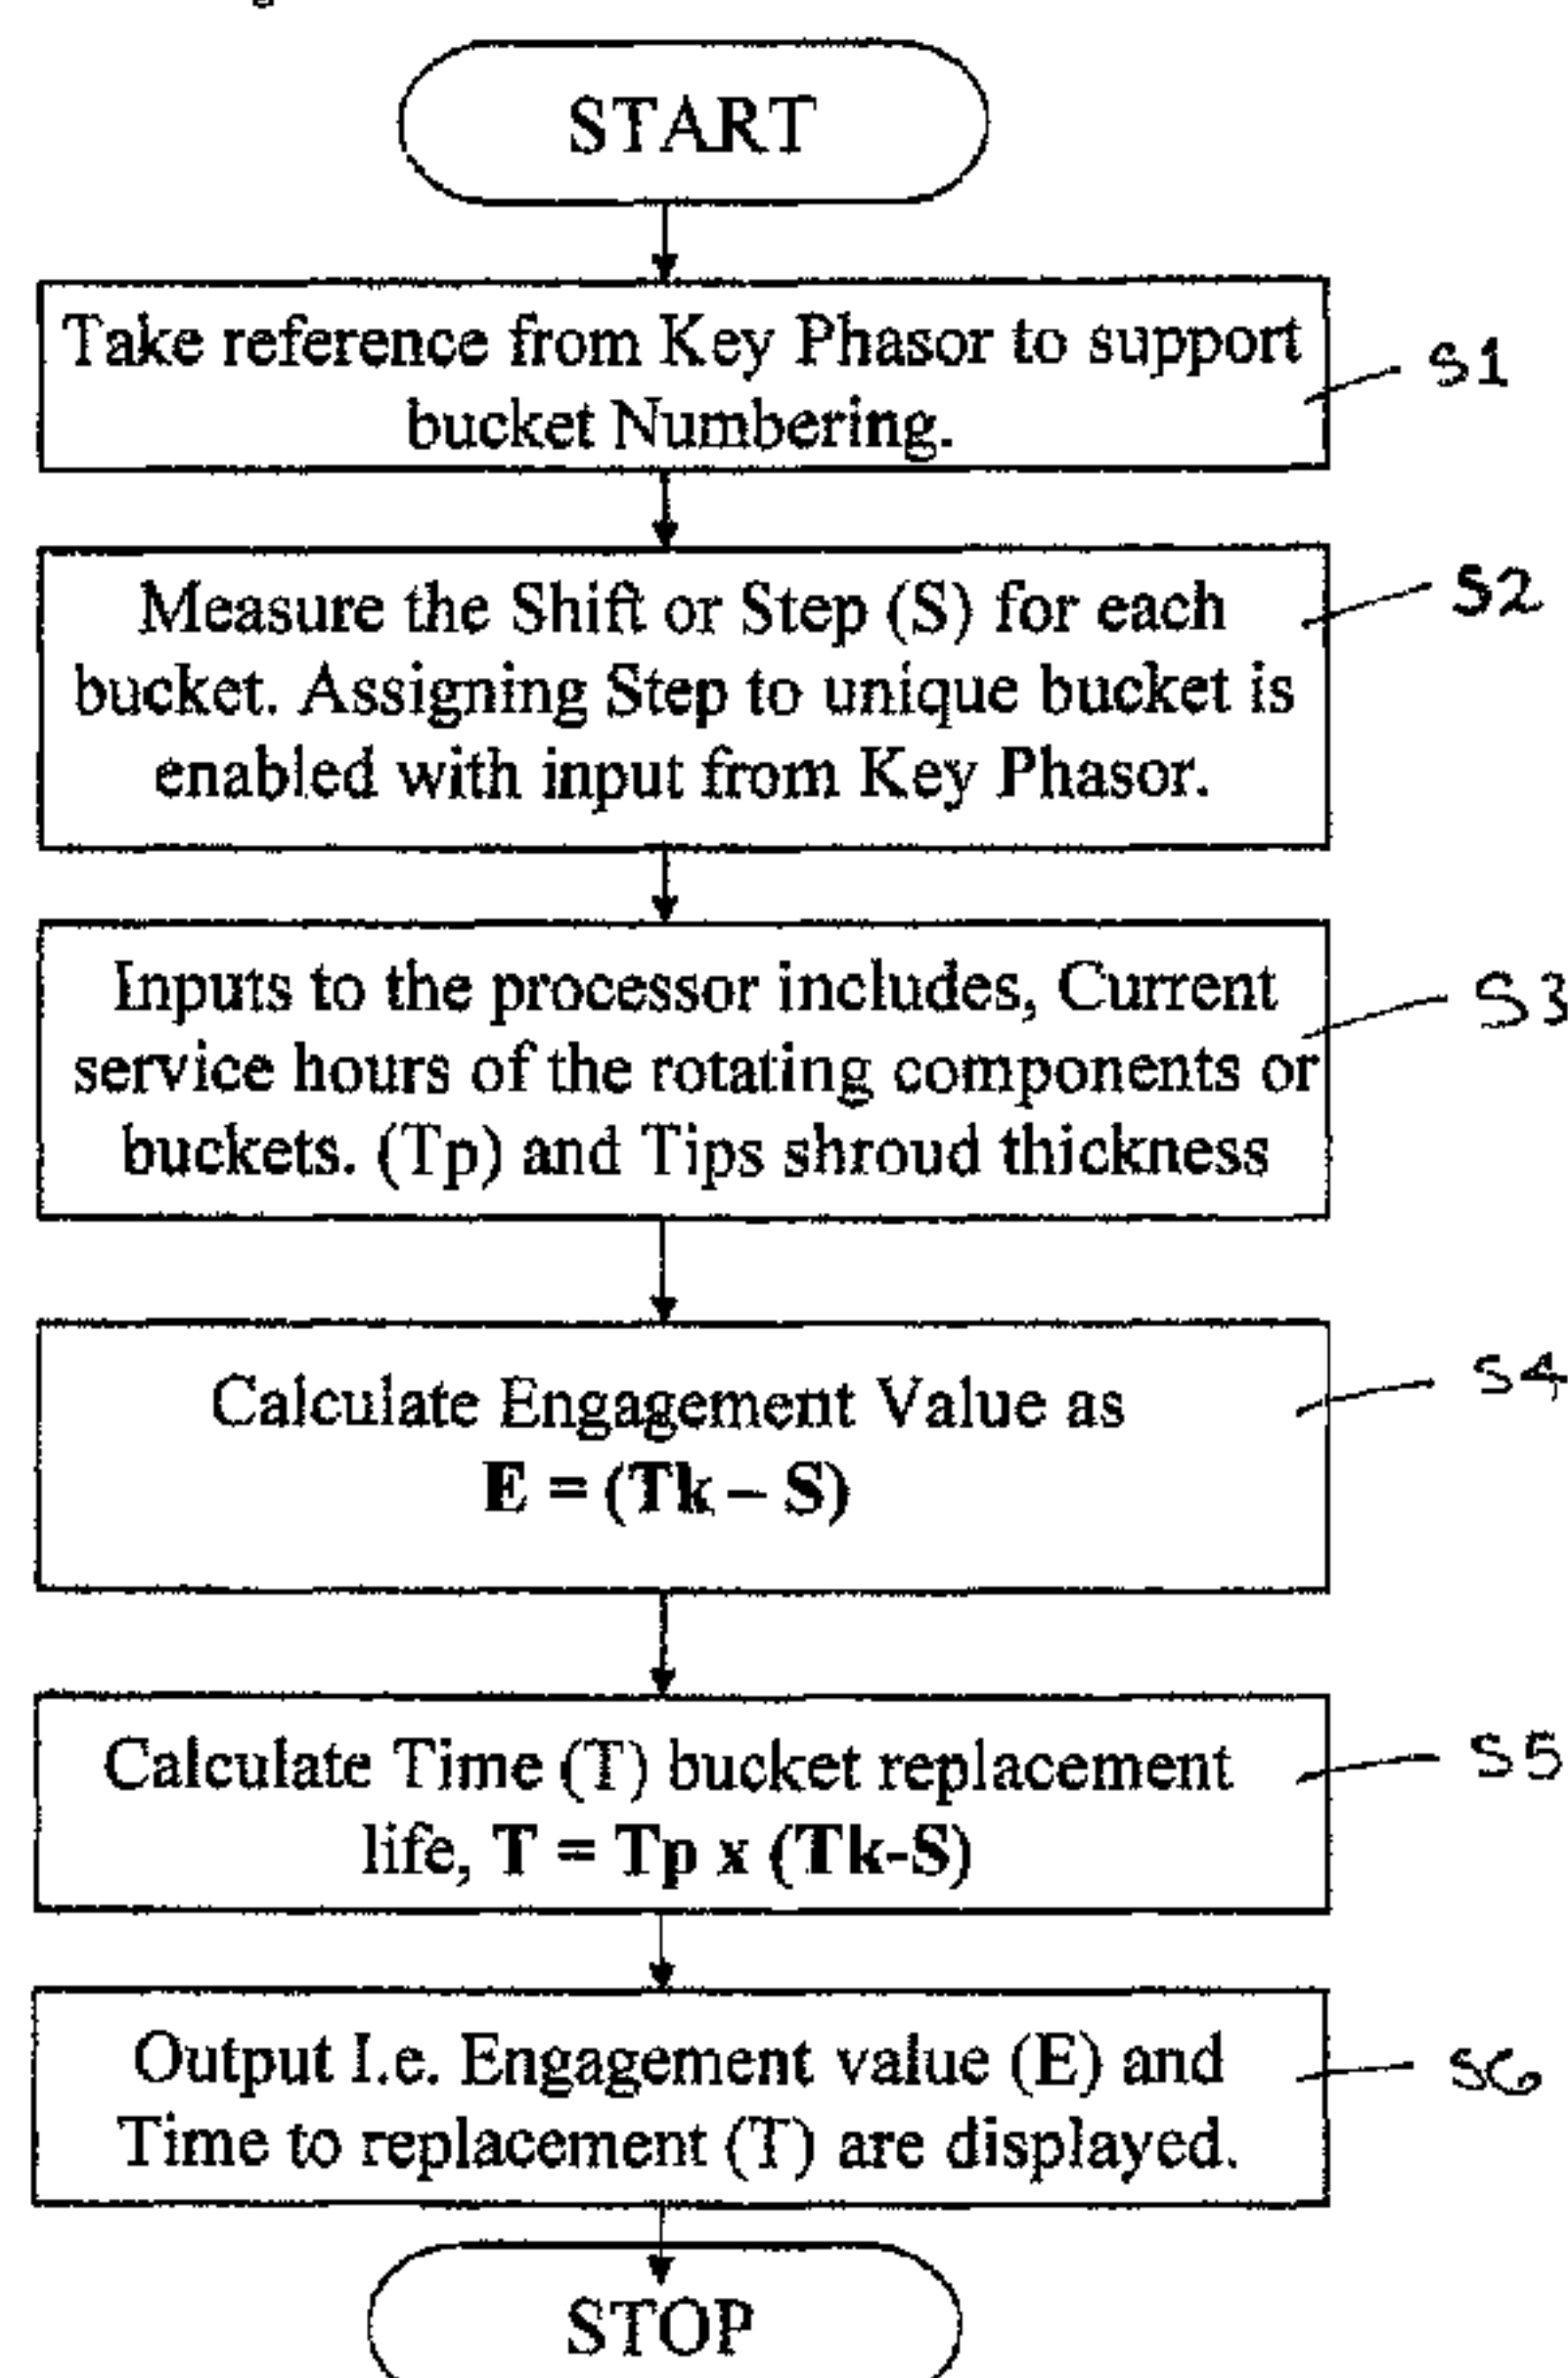 START
Take reference from Key Phasor to support
bucket Numbering.
S1
Measure the Shift or Step (S) for each
bucket. Assigning Step to unique bucket is
enabled with input from Key Phasor.
S2
Inputs to the processor includes, Current
service hours of the rotating components or
buckets. (Tp) and Tips shroud thickness
S3
Calculate Engagement Value as
E = (Tk – S)
S4
Calculate Time (T) bucket replacement
life, T = Tp x (Tk-S)
S5
Output I.e. Engagement value (E) and
Time to replacement (T) are displayed.
S6
STOP